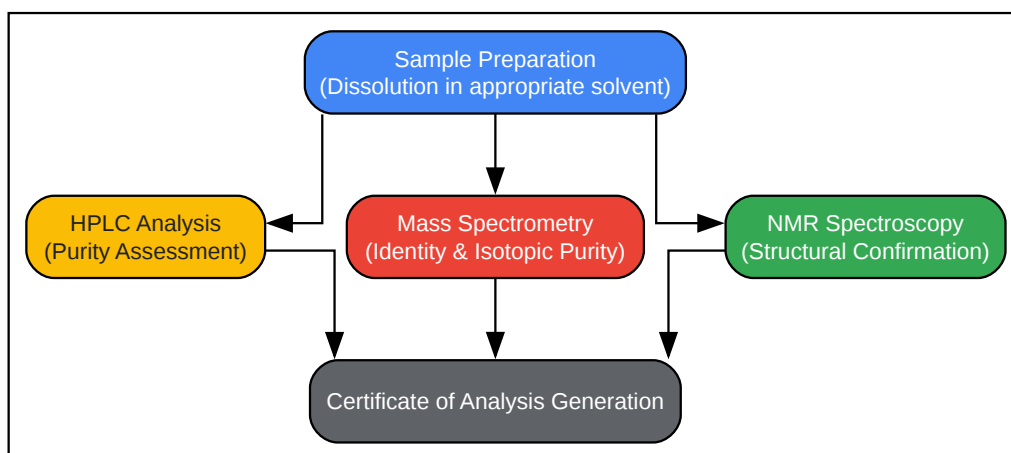 Sample Preparation
(Dissolution in appropriate solvent)
HPLC Analysis
(Purity Assessment)
Mass Spectrometry
(Identity & Isotopic Purity)
NMR Spectroscopy
(Structural Confirmation)
Certificate of Analysis Generation